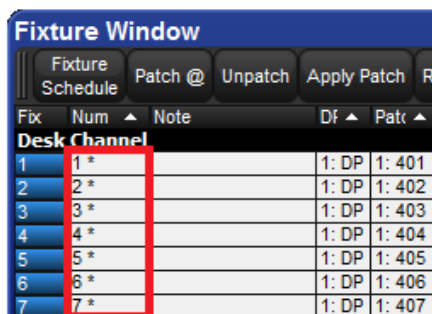 Fixture Window
Fixture Schedule Patch @ Unpatch Apply Patch R
Fix Num Note DF Patc
Desk Channel
1 1 * 1: DP 1: 401
2 2 * 1: DP 1: 402
3 3 * 1: DP 1: 403
4 4 * 1: DP 1: 404
5 5 * 1: DP 1: 405
6 6 * 1: DP 1: 406
7 7 * 1: DP 1: 407